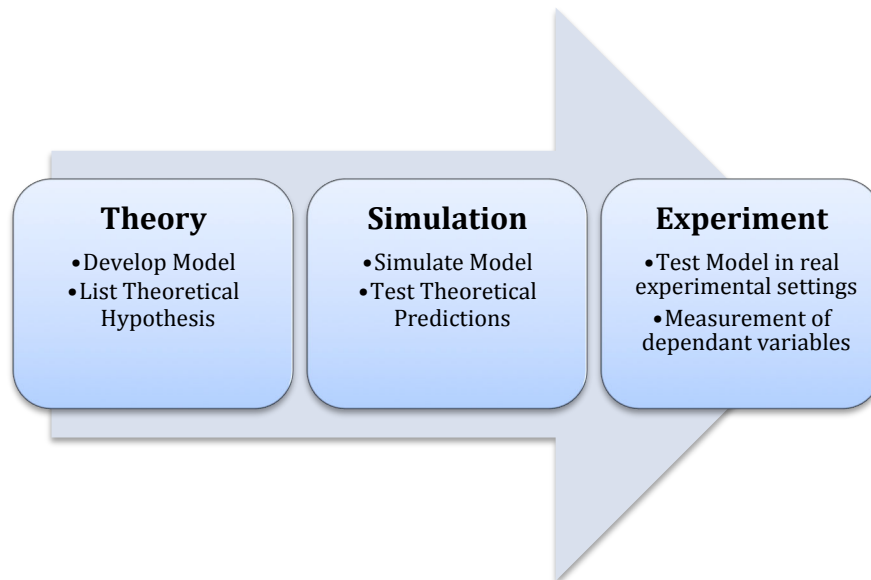 Theory
•Develop Model
•List Theoretical
Hypothesis
Simulation
•Simulate Model
•Test Theoretical
Predictions
Experiment
•Test Model in real
experimental settings
•Measurement of
dependant variables